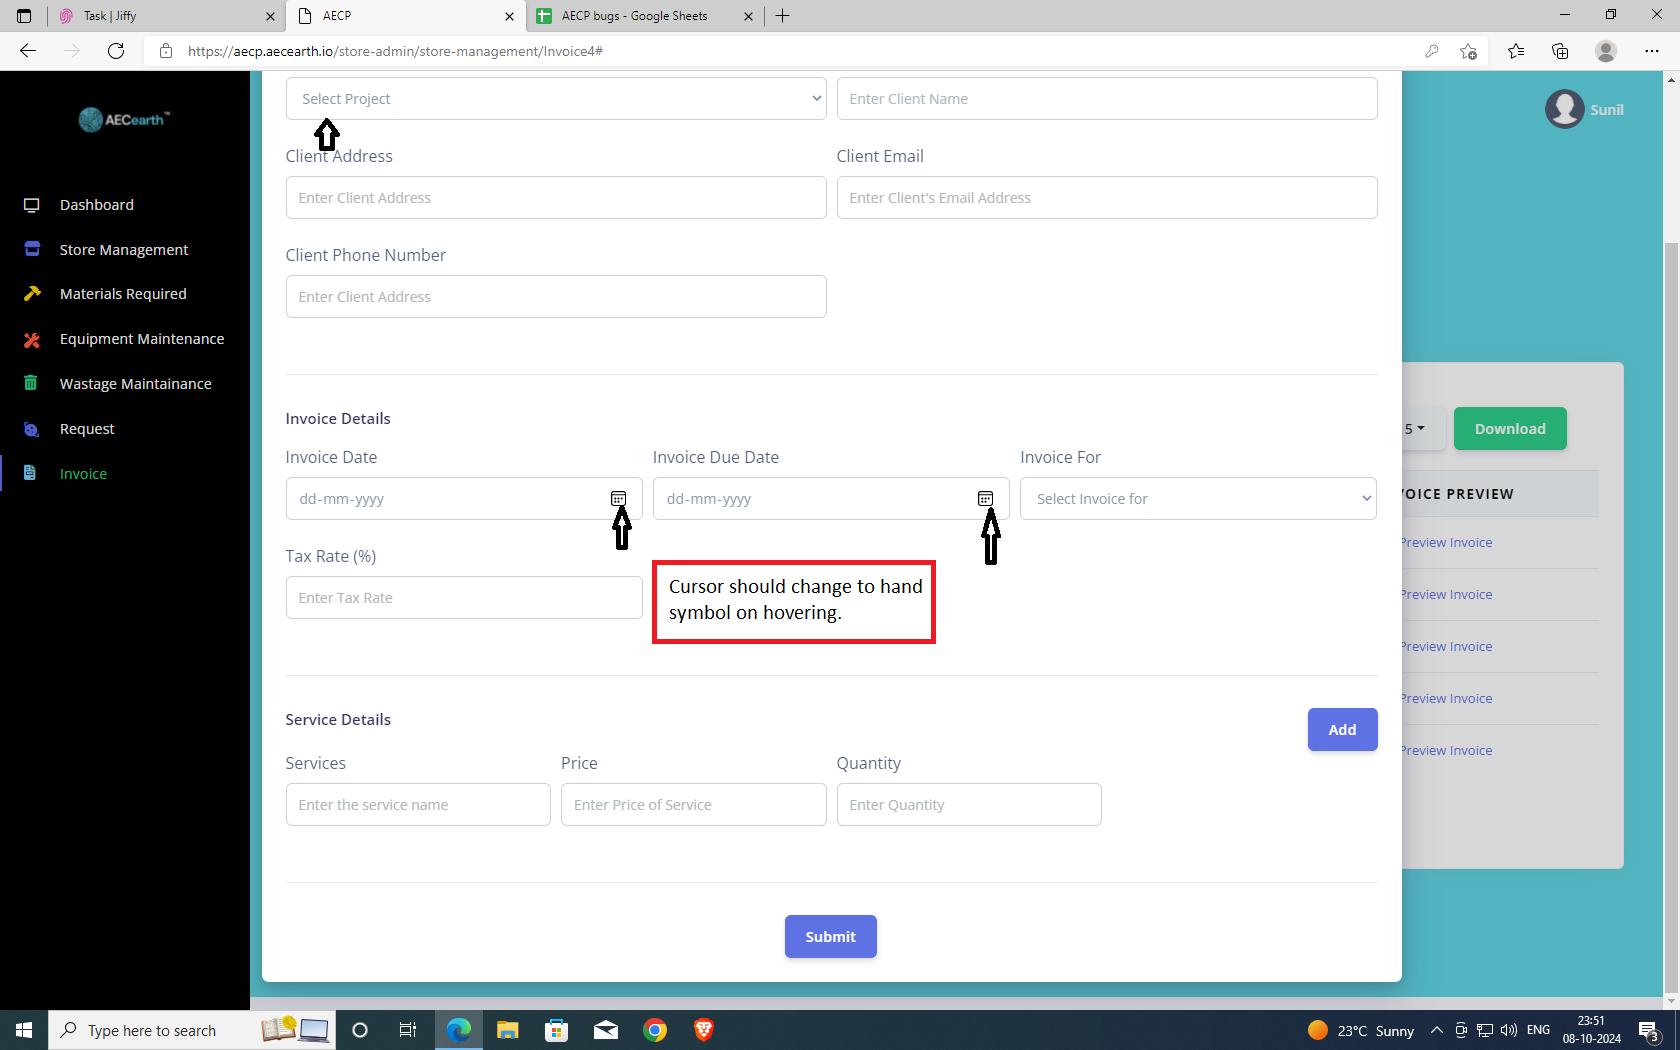 Task | Jiffy
AECP
AECP bugs - Google Sheets
https://aecp.aecearth.io/store-admin/store-management/Invoice4#
AECearth™
Sunil
Dashboard
Store Management
Materials Required
Equipment Maintenance
Wastage Maintainance
Request
Invoice
Select Project
Enter Client Name
Client Address
Client Email
Enter Client Address
Enter Client's Email Address
Client Phone Number
Enter Client Address
Invoice Details
Invoice Date
Invoice Due Date
Invoice For
dd-mm-yyyy
dd-mm-yyyy
Select Invoice for
Tax Rate (%)
Enter Tax Rate
Cursor should change to hand
symbol on hovering.
Service Details
Add
Services
Price
Quantity
Enter the service name
Enter Price of Service
Enter Quantity
Submit
5
Download
VOICE PREVIEW
Preview Invoice
Preview Invoice
Preview Invoice
Preview Invoice
Preview Invoice
Type here to search
23°C Sunny
ENG
23:51
08-10-2024
3